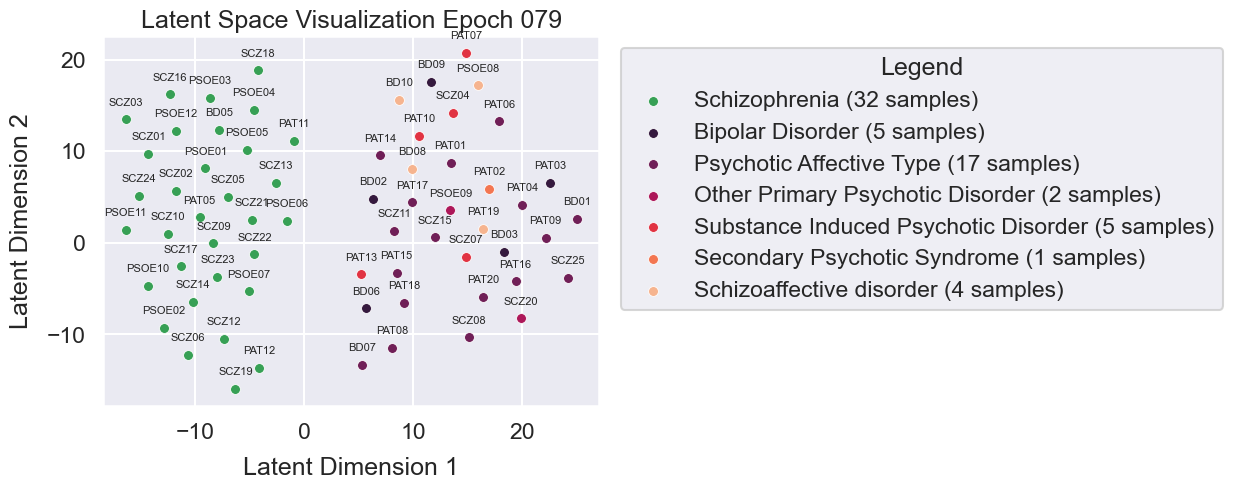 Latent Space Visualization Epoch 079
PAT07
20
SCZ18
BD09
PSOE08
SCZ16
PSOE03
BD10
SCZ03
PSOE04
SCZ04
PAT06
PSOE12
BD05
PAT10
PAT11
SCZ01
PSOE05
PAT14
PAT01
10
PSOE01
BD08
SCZ13
PAT03
SCZ24
SCZ02
SCZ05
BD02
PAT17
PAT02
PSOE09
PAT04
PAT05
SCZ21
PSOE06
BD01
PSOE11
SCZ10
SCZ11
PAT19
SCZ09
SCZ15
BD03
PAT09
0
SCZ17
SCZ22
SCZ07
PSOE10
SCZ23
PAT13
PAT15
PAT16
SCZ25
SCZ14
PSOE07
BD06
PAT18
PAT20
PSOE02
SCZ20
−10
SCZ06
SCZ12
PAT08
SCZ08
PAT12
BD07
SCZ19
−10
0
10
20
Latent Dimension 1
Latent Dimension 2
Legend
Schizophrenia (32 samples)
Bipolar Disorder (5 samples)
Psychotic Affective Type (17 samples)
Other Primary Psychotic Disorder (2 samples)
Substance Induced Psychotic Disorder (5 samples)
Secondary Psychotic Syndrome (1 samples)
Schizoaffective disorder (4 samples)